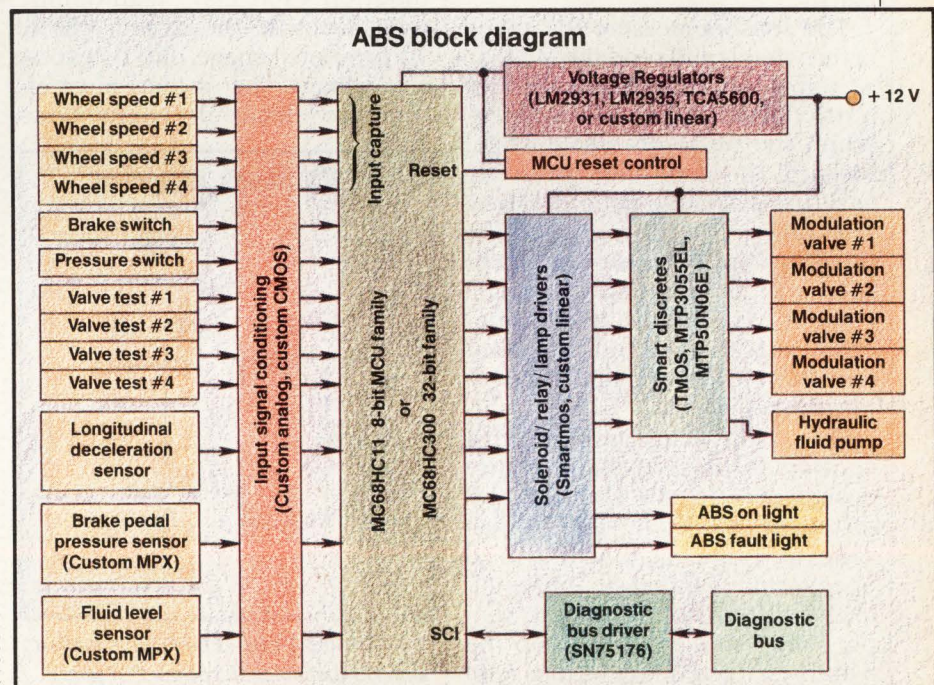 ABS block diagram
Wheel speed #1
Wheel speed #2
Wheel speed #3
Wheel speed #4
Brake switch
Pressure switch
Valve test #1
Valve test #2
Valve test #3
Valve test #4
Longitudinal
deceleration
sensor
Brake pedal
pressure sensor
(Custom MPX)
Fluid level
sensor
(Custom MPX)
Input signal conditioning
(Custom analog, custom CMOS)
Input capture
Reset
MC68HC11 8-bit MCU family
or
MC68HC300 32-bit family
SCI
Voltage Regulators
(LM2931, LM2935, TCA5600,
or custom linear)
+ 12 V
MCU reset control
Solenoid/ relay/ lamp drivers
(Smartmos, custom linear)
Smart discretes
(TMOS, MTP3055EL,
MTP50N06E)
Modulation
valve #1
Modulation
valve #2
Modulation
valve #3
Modulation
valve #4
Hydraulic
fluid pump
ABS on light
ABS fault light
Diagnostic
bus driver
(SN75176)
Diagnostic
bus